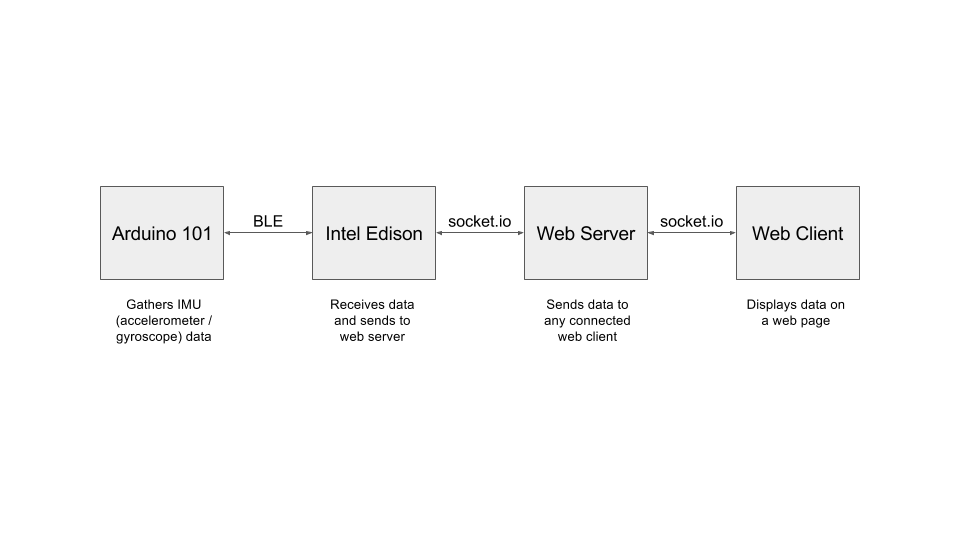 Arduino 101
BLE
Intel Edison
socket.io
Web Server
socket.io
Web Client
Gathers IMU
(accelerometer /
gyroscope) data
Receives data
and sends to
web server
Sends data to
any connected
web client
Displays data on
a web page